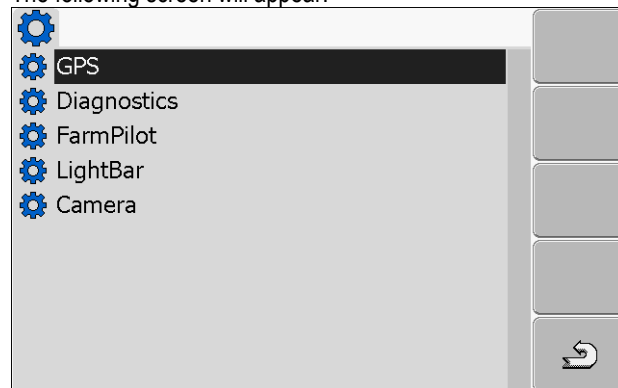 The following screen will appear:
GPS
Diagnostics
FarmPilot
LightBar
Camera